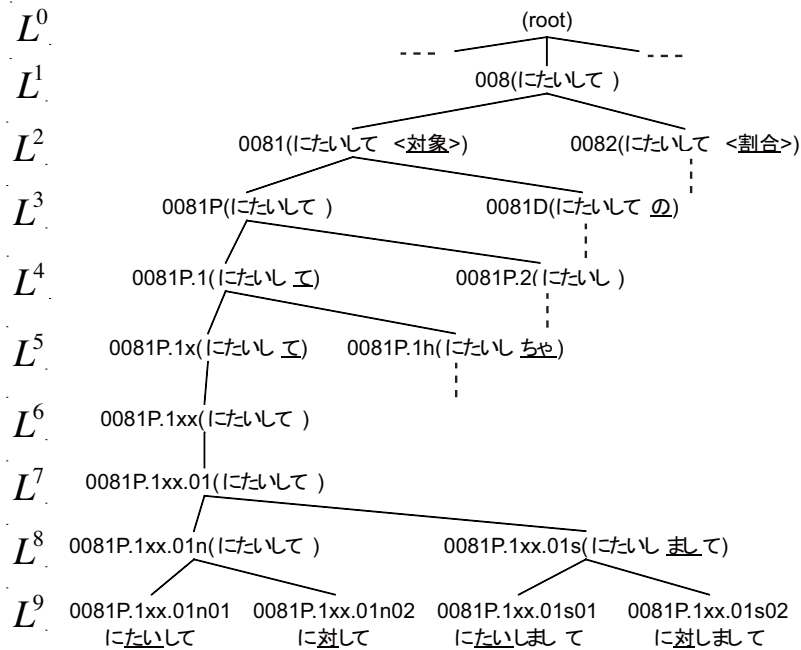 L0 (root)
L1 008(にたいして)
L2 0081(にたいして <対象>) 0082(にたいして <割合>)
L3 0081P(にたいして) 0081D(にたいしての)
L4 0081P.1(にたいして) 0081P.2(にたいし)
L5 0081P.1x(にたいして) 0081P.1h(にたいしちゃ)
L6 0081P.1xx(にたいして)
L7 0081P.1xx.01(にたいして)
L8 0081P.1xx.01n(にたいして) 0081P.1xx.01s(にたいしまして)
L9 0081P.1xx.01n01 0081P.1xx.01n02 0081P.1xx.01s01 0081P.1xx.01s02
にたいして に対して にたいしまして に対しまして